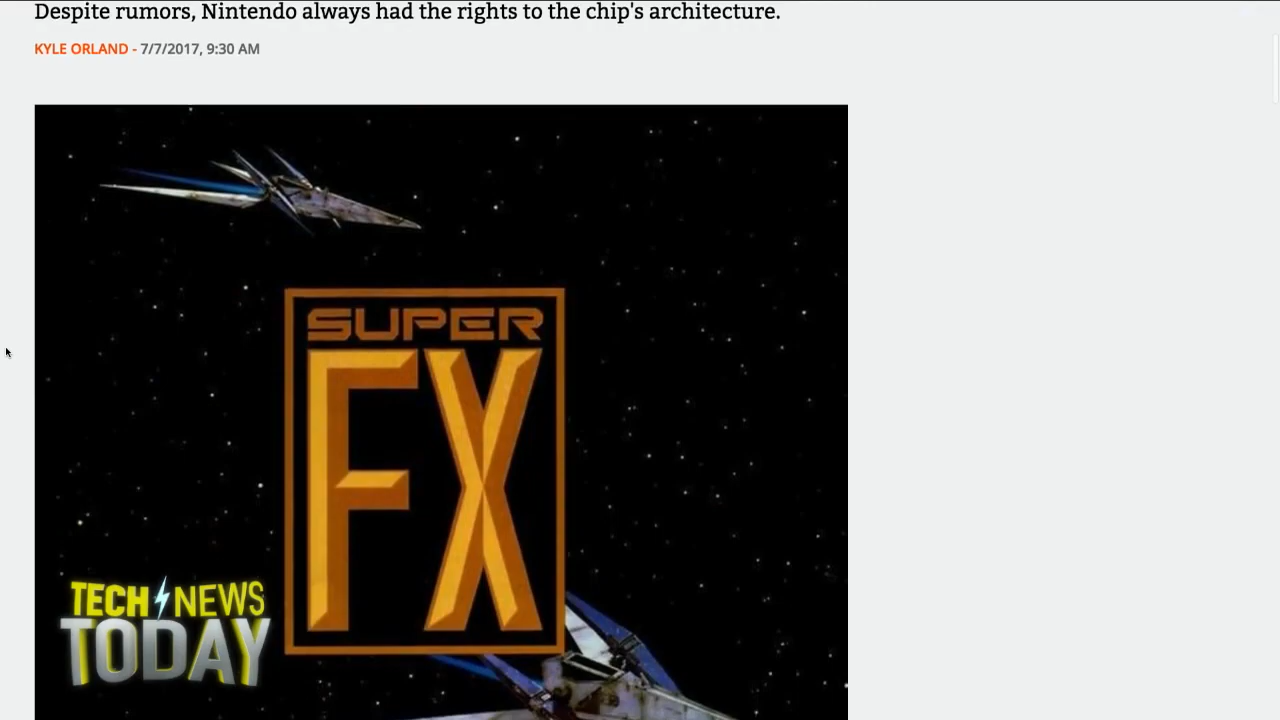 Despite rumors, Nintendo always had the rights to the chip's architecture.
KYLE ORLAND - 7/7/2017, 9:30 AM
SUPER
FX
TECH NEWS
TODAY